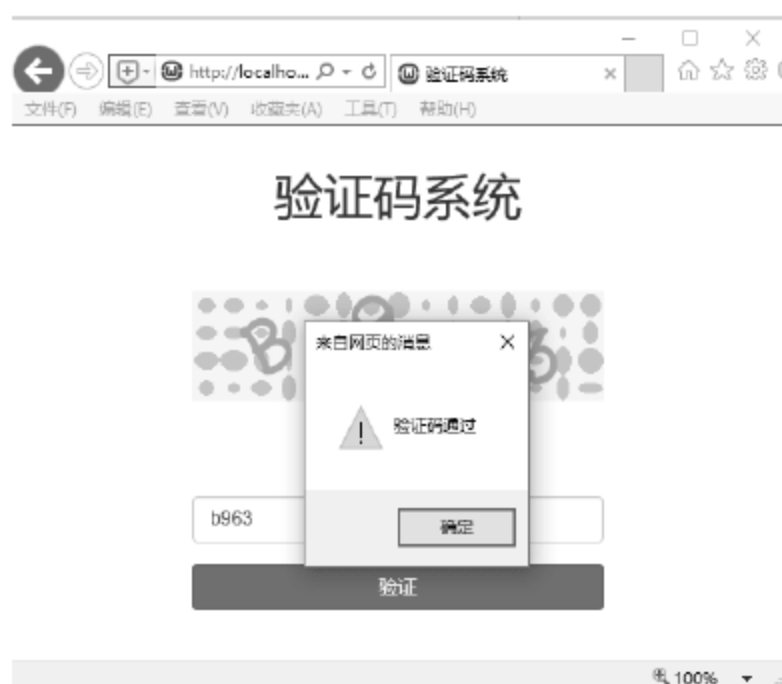 http://localho...
验证码系统
文件(F) 编辑(E) 查看(V) 收藏夹(A) 工具(T) 帮助(H)
验证码系统
B
3
来自网页的消息
验证码通过
b963
确定
验证
100%